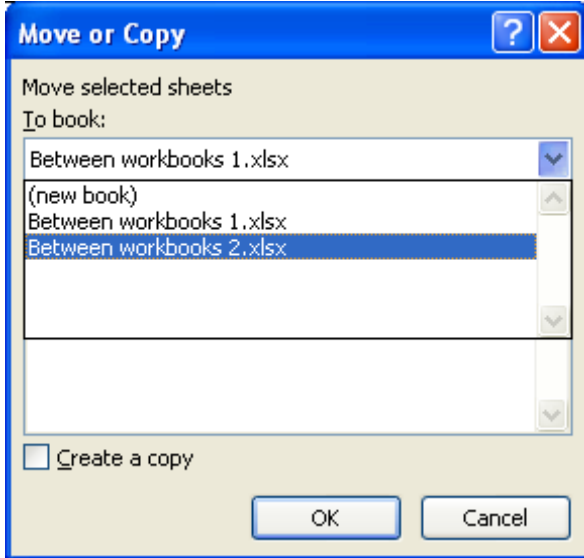 Move or Copy
Move selected sheets
To book:
Between workbooks 1.xlsx
(new book)
Between workbooks 1.xlsx
Between workbooks 2.xlsx
Create a copy
OK Cancel